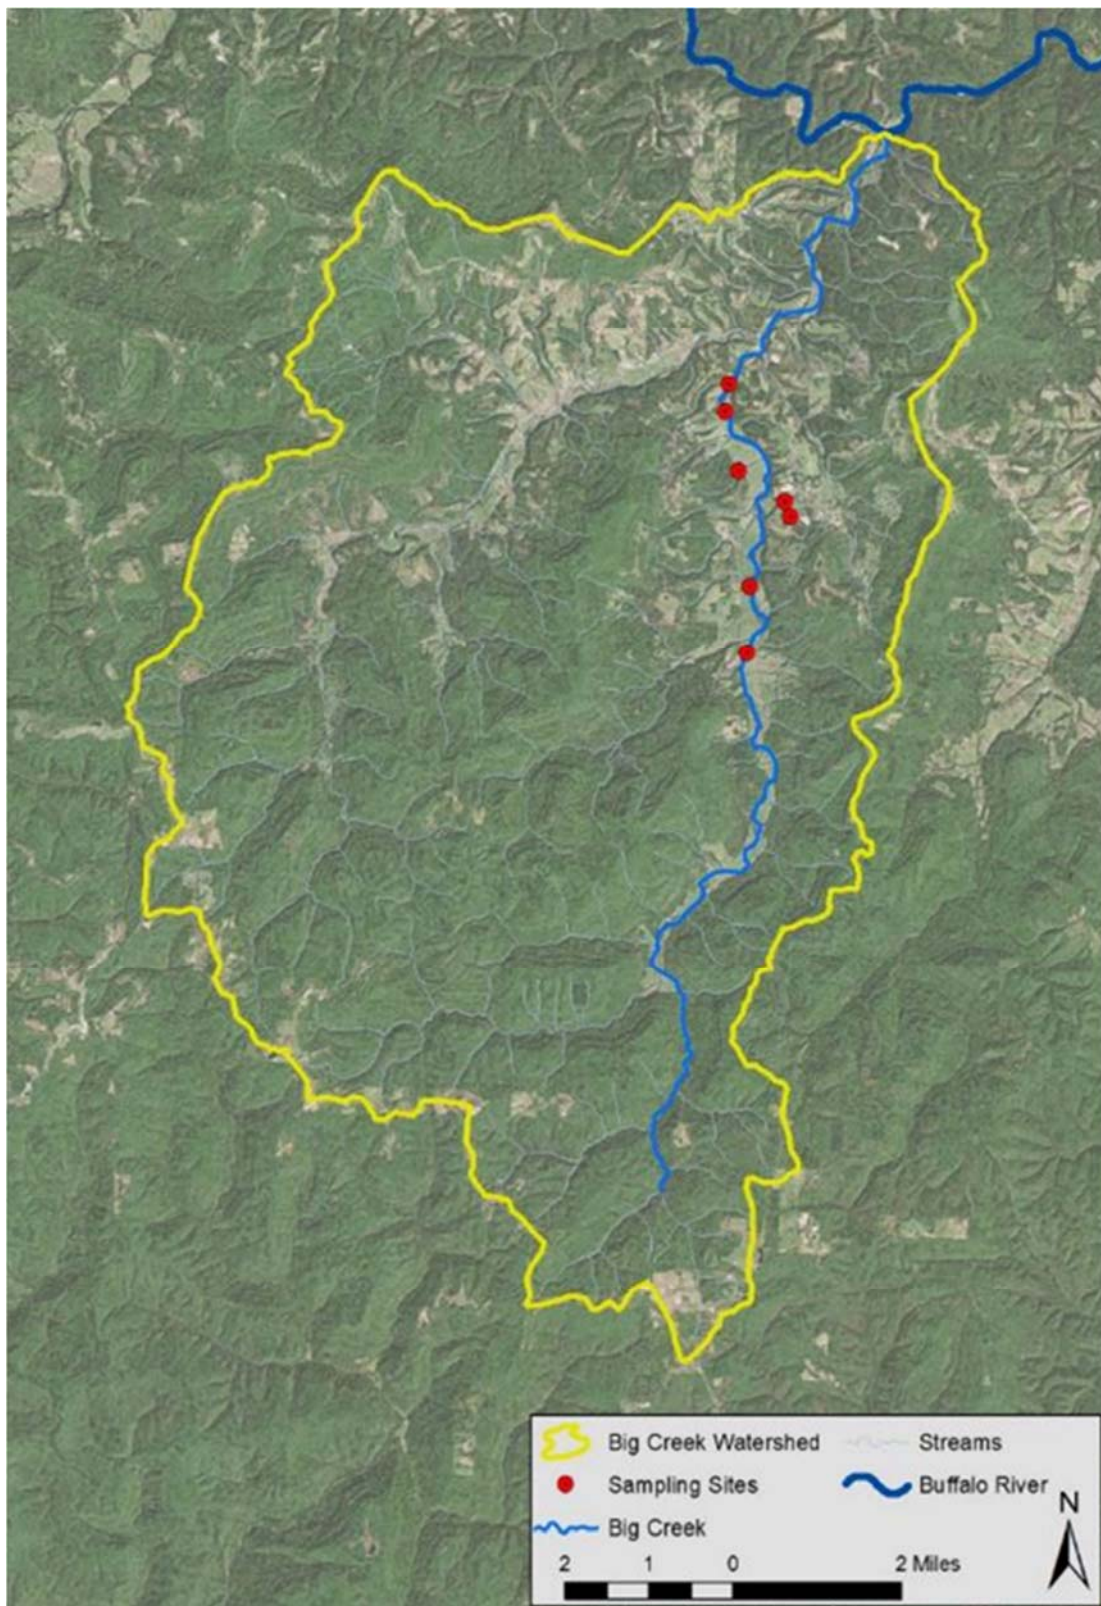 Big Creek Watershed Streams
Sampling Sites Buffalo River
Big Creek N
2 1 0 2 Miles